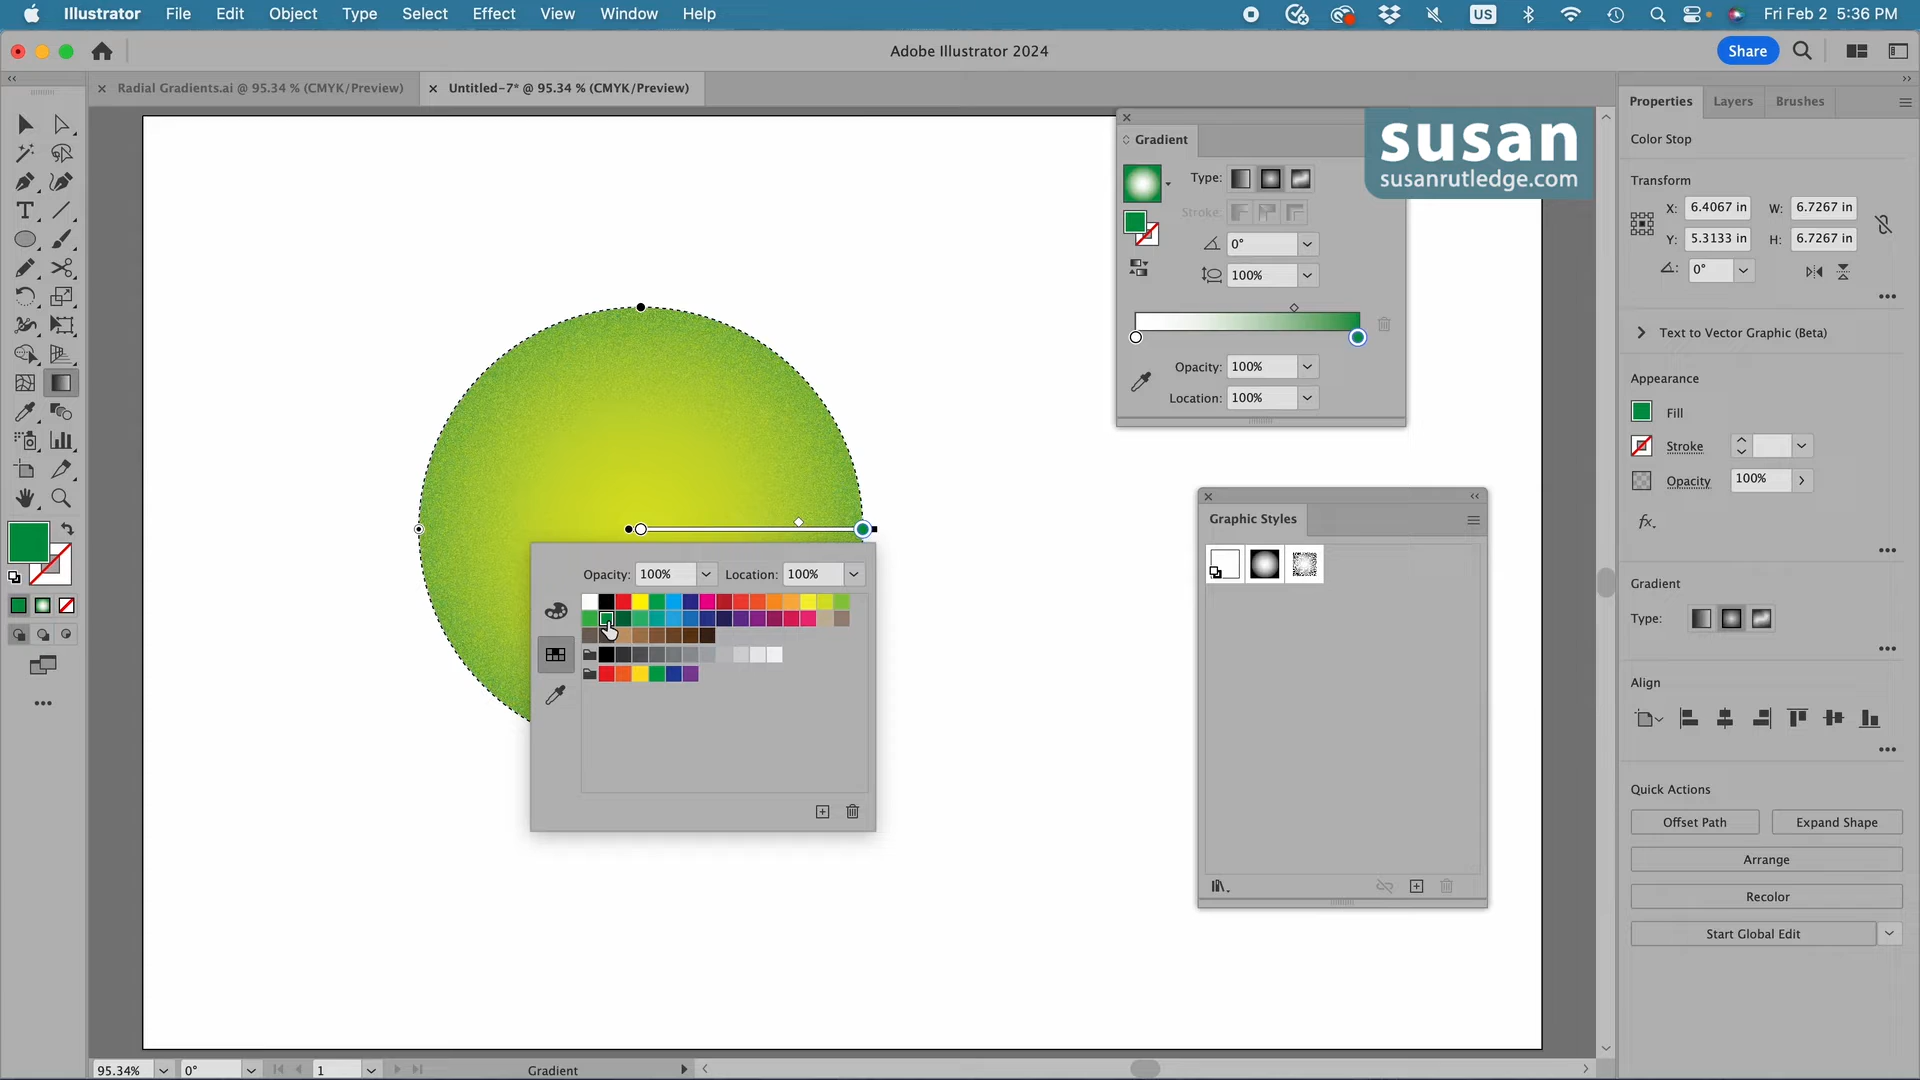 Illustrator File Edit Object Type Select Effect View Window Help US Fri Feb 2 5:36 PM
Adobe Illustrator 2024 Share
Radial Gradients.ai @ 95.34 % (CMYK/Preview) Untitled-7* @ 95.34 % (CMYK/Preview)
Properties Layers Brushes
susan
susanrutledge.com
Gradient
Type:
Stroke:
0°
100%
Opacity: 100%
Location: 100%
Color Stop
Transform
X: 6.4067 in W: 6.7267 in
Y: 5.3133 in H: 6.7267 in
0°
Text to Vector Graphic (Beta)
Appearance
Fill
Stroke
Opacity 100%
fx.
Gradient
Type:
Align
Quick Actions
Offset Path Expand Shape
Arrange
Recolor
Start Global Edit
Opacity: 100% Location: 100%
Graphic Styles
95.34% 0° 1 Gradient